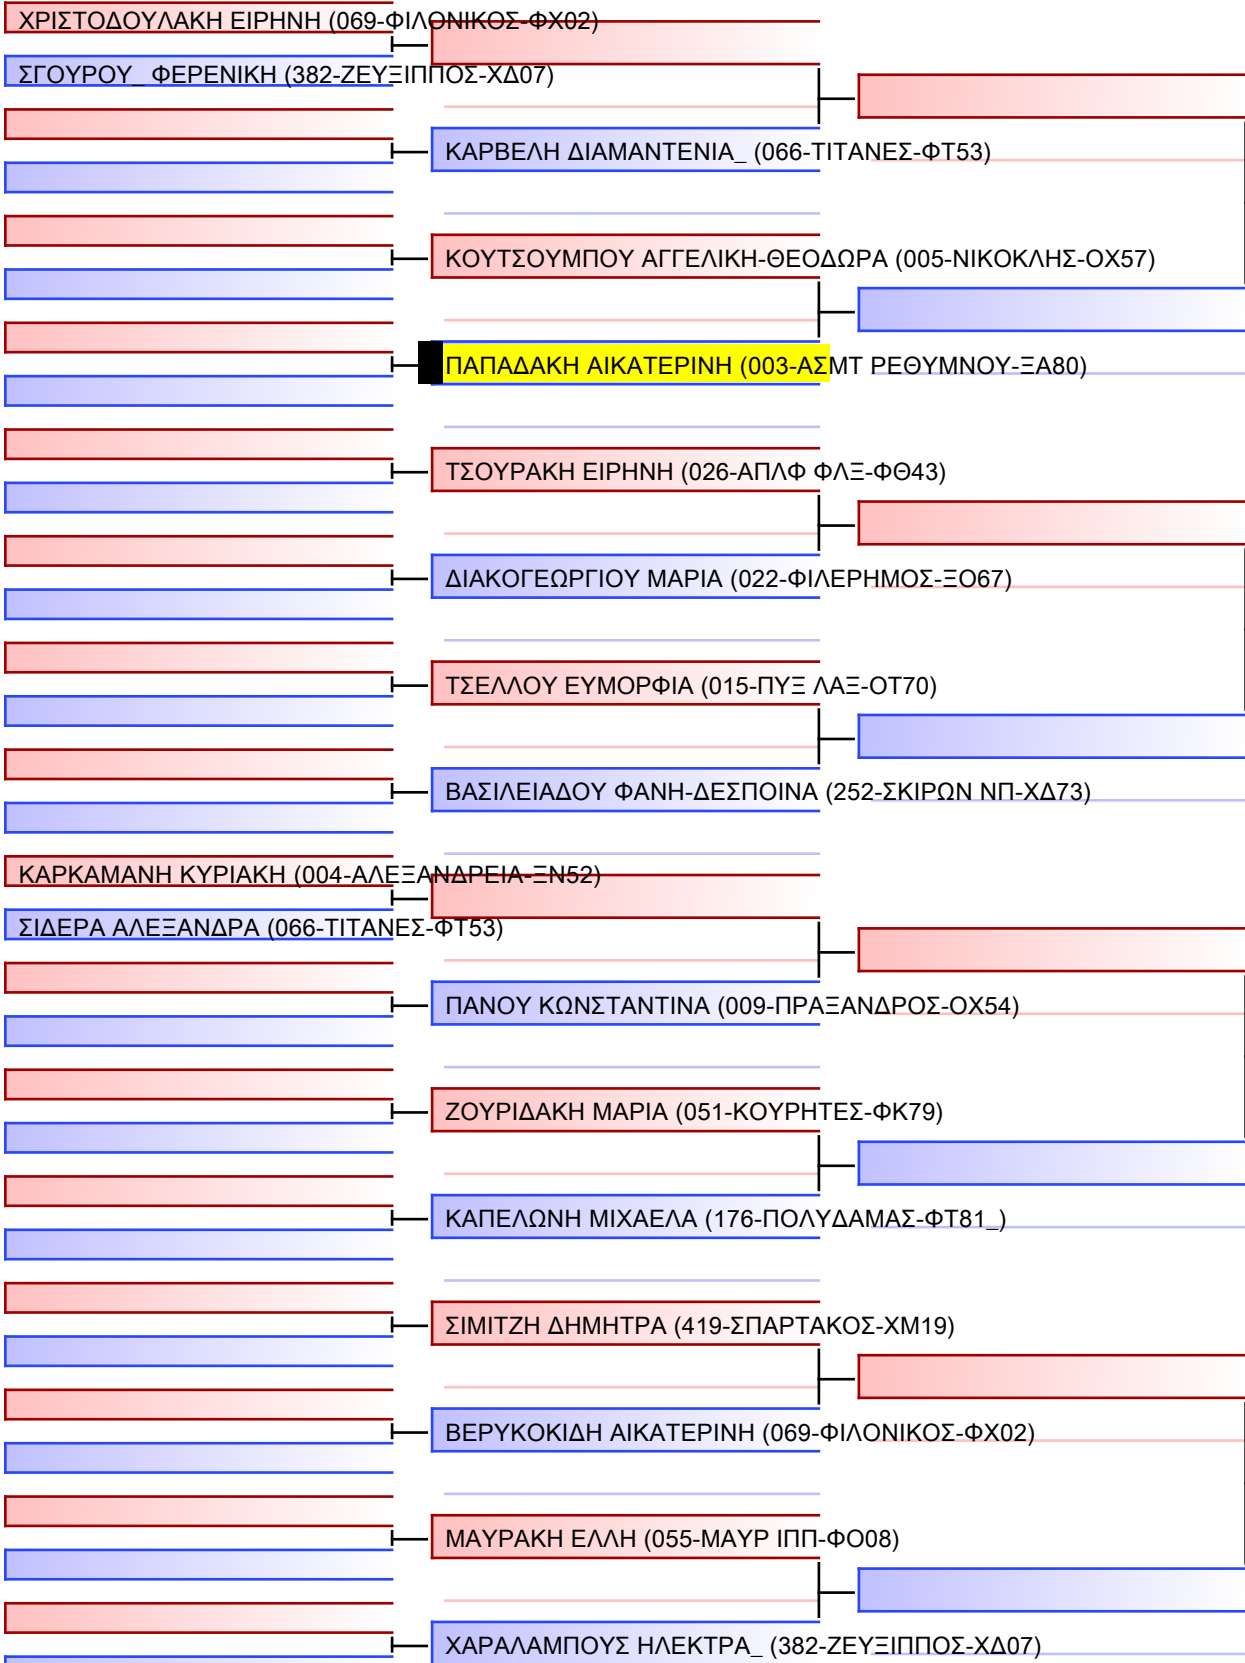 ΧΡΙΣΤΟΔΟΥΛΑΚΗ ΕΙΡΗΝΗ (069-ΦΙΛΟΝΙΚΟΣ-ΦΧ02)
ΣΓΟΥΡΟΥ_ ΦΕΡΕΝΙΚΗ (382-ΖΕΥΞΙΠΠΟΣ-ΧΔ07)
ΚΑΡΒΕΛΗ ΔΙΑΜΑΝΤΕΝΙΑ_ (066-ΤΙΤΑΝΕΣ-ΦΤ53)
ΚΟΥΤΣΟΥΜΠΟΥ ΑΓΓΕΛΙΚΗ-ΘΕΟΔΩΡΑ (005-ΝΙΚΟΚΛΗΣ-ΟΧ57)
ΠΑΠΑΔΑΚΗ ΑΙΚΑΤΕΡΙΝΗ (003-ΑΣΜΤ ΡΕΘΥΜΝΟΥ-ΞΑ80)
ΤΣΟΥΡΑΚΗ ΕΙΡΗΝΗ (026-ΑΠΛΦ ΦΛΞ-ΦΘ43)
ΔΙΑΚΟΓΕΩΡΓΙΟΥ ΜΑΡΙΑ (022-ΦΙΛΕΡΗΜΟΣ-ΞΟ67)
ΤΣΕΛΛΟΥ ΕΥΜΟΡΦΙΑ (015-ΠΥΞ ΛΑΞ-ΟΤ70)
ΒΑΣΙΛΕΙΑΔΟΥ ΦΑΝΗ-ΔΕΣΠΟΙΝΑ (252-ΣΚΙΡΩΝ ΝΠ-ΧΔ73)
ΚΑΡΚΑΜΑΝΗ ΚΥΡΙΑΚΗ (004-ΑΛΕΞΑΝΔΡΕΙΑ-ΞΝ52)
ΣΙΔΕΡΑ ΑΛΕΞΑΝΔΡΑ (066-ΤΙΤΑΝΕΣ-ΦΤ53)
ΠΑΝΟΥ ΚΩΝΣΤΑΝΤΙΝΑ (009-ΠΡΑΞΑΝΔΡΟΣ-ΟΧ54)
ΖΟΥΡΙΔΑΚΗ ΜΑΡΙΑ (051-ΚΟΥΡΗΤΕΣ-ΦΚ79)
ΚΑΠΕΛΩΝΗ ΜΙΧΑΕΛΑ (176-ΠΟΛΥΔΑΜΑΣ-ΦΤ81_)
ΣΙΜΙΤΖΗ ΔΗΜΗΤΡΑ (419-ΣΠΑΡΤΑΚΟΣ-ΧΜ19)
ΒΕΡΥΚΟΚΙΔΗ ΑΙΚΑΤΕΡΙΝΗ (069-ΦΙΛΟΝΙΚΟΣ-ΦΧ02)
ΜΑΥΡΑΚΗ ΕΛΛΗ (055-ΜΑΥΡ ΙΠΠ-ΦΟ08)
ΧΑΡΑΛΑΜΠΟΥΣ ΗΛΕΚΤΡΑ_ (382-ΖΕΥΞΙΠΠΟΣ-ΧΔ07)